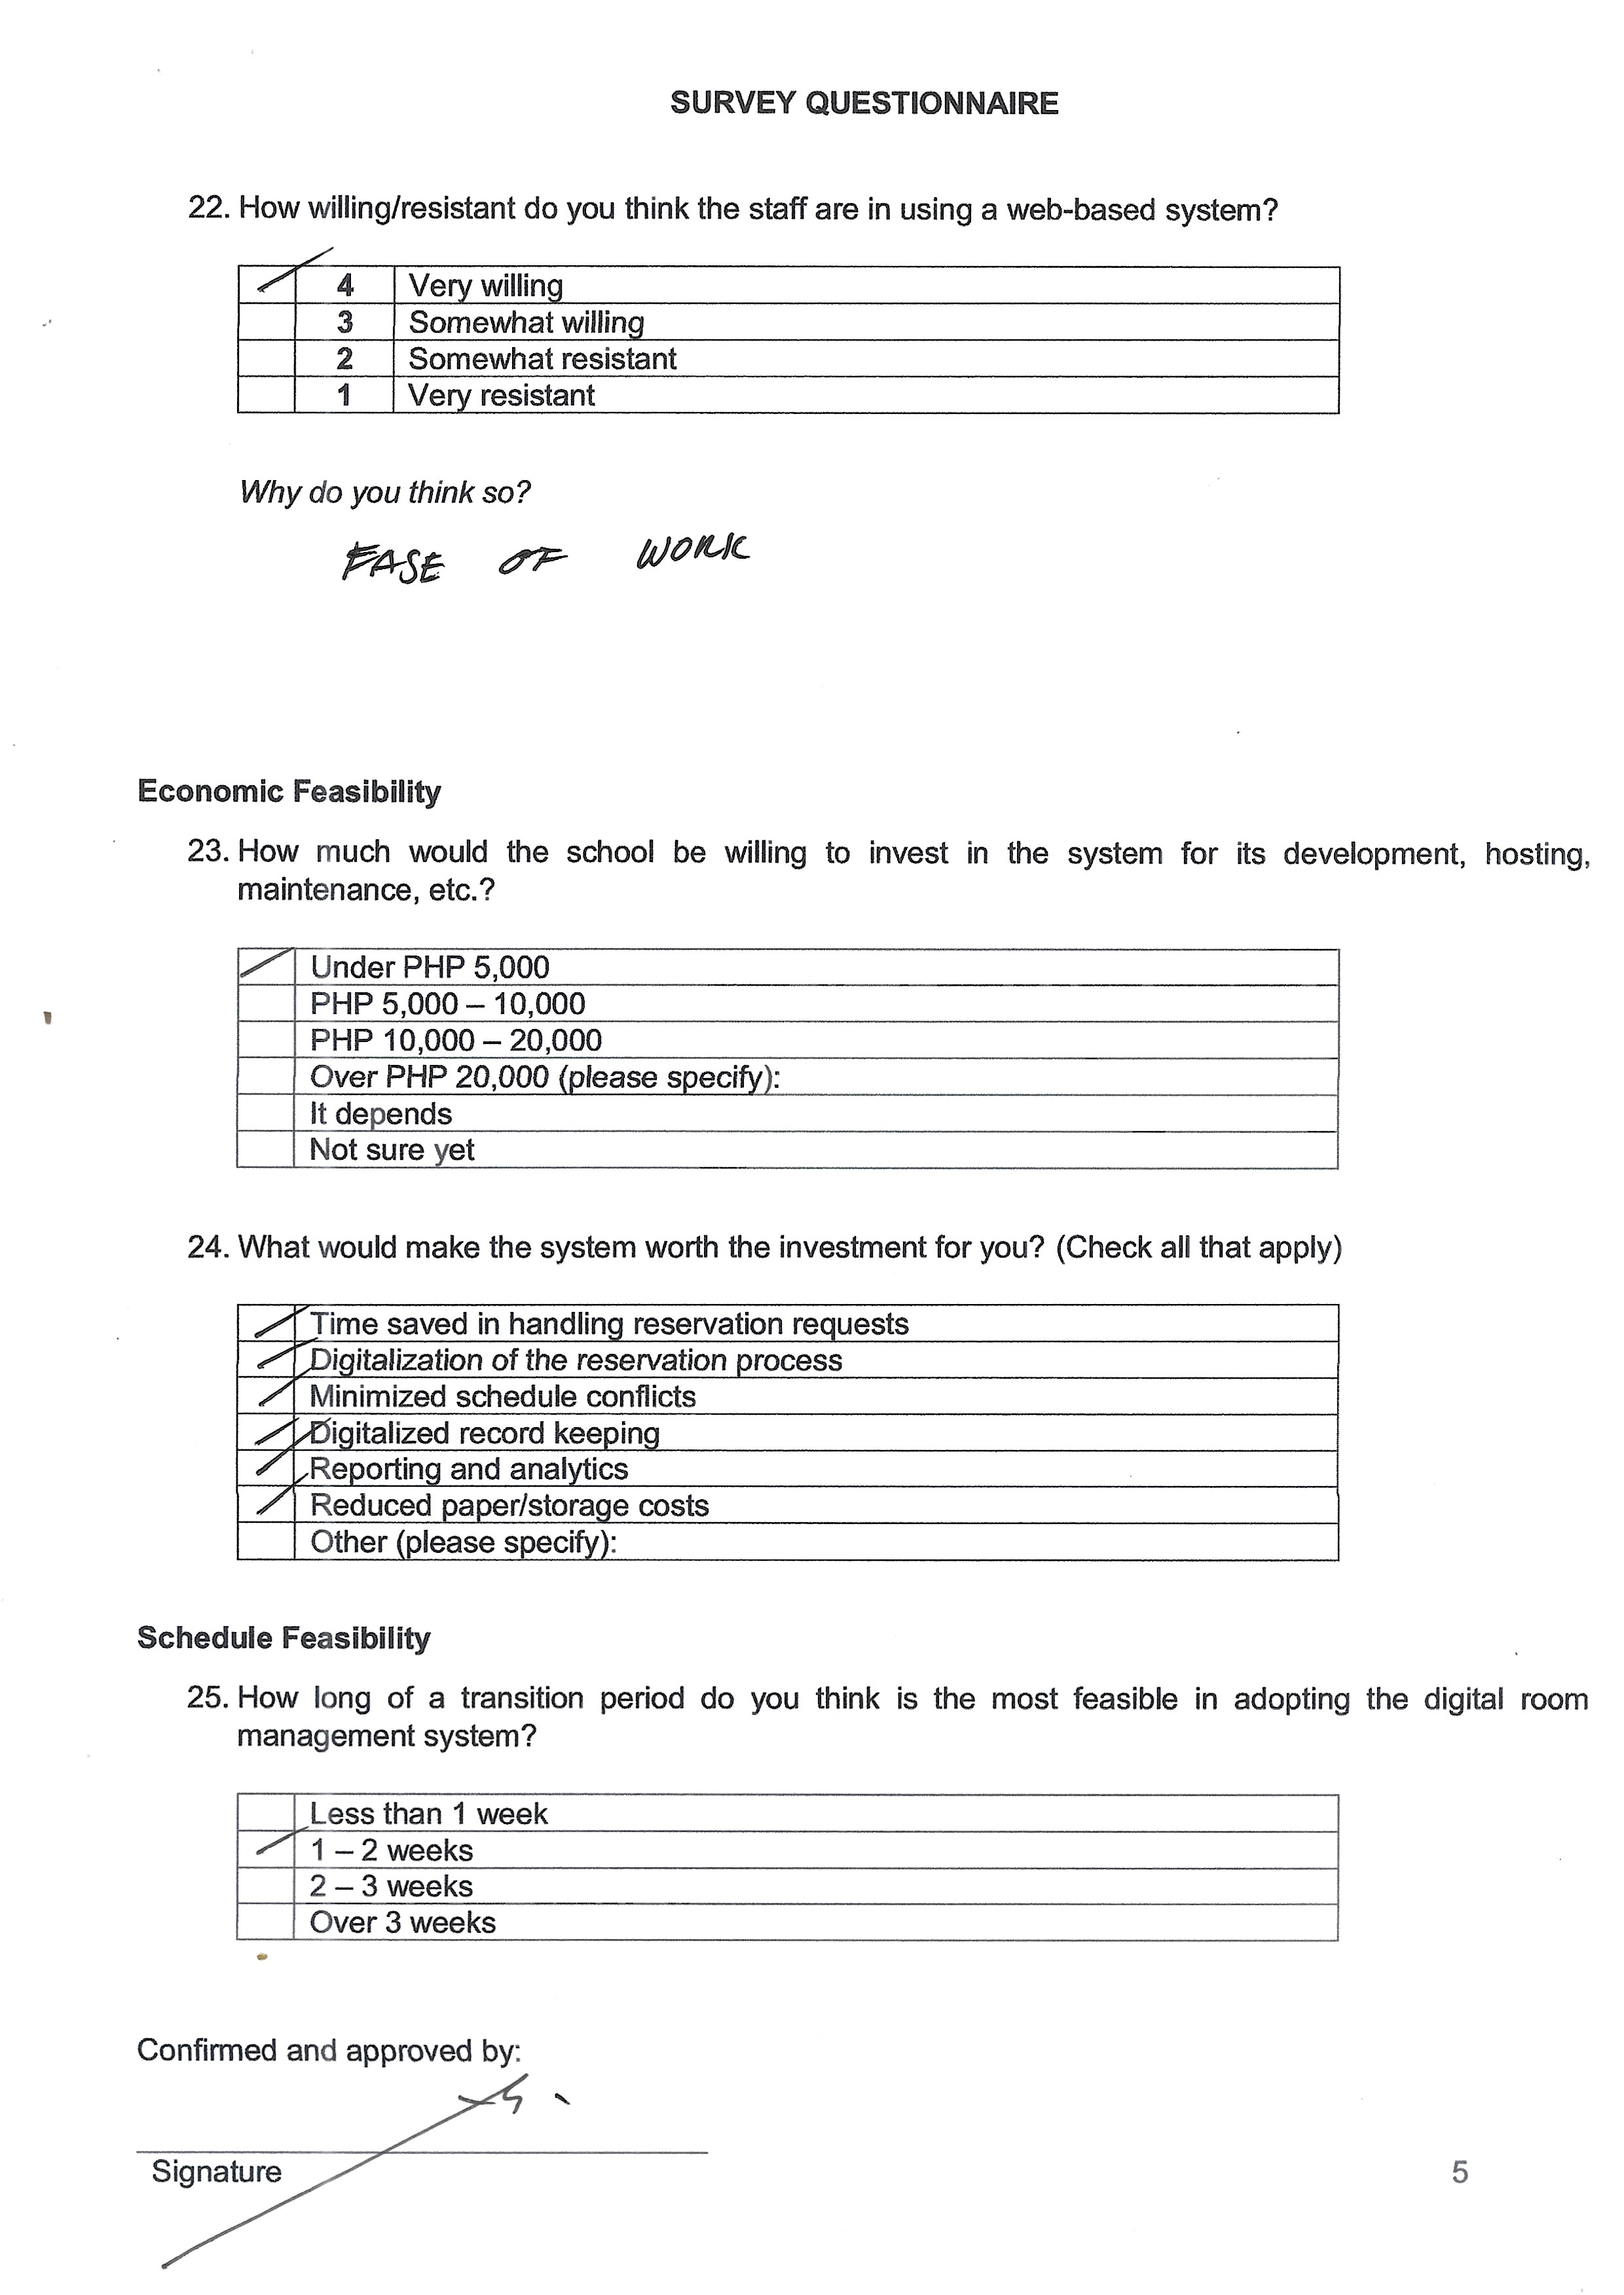 SURVEY QUESTIONNAIRE
22. How willing/resistant do you think the staff are in using a web-based system?
4 Very willing
3 Somewhat willing
2 Somewhat resistant
1 Very resistant
Why do you think so?
EASE OF WORK
Economic Feasibility
23. How much would the school be willing to invest in the system for its development, hosting,
maintenance, etc.?
Under PHP 5,000
PHP 5,000 – 10,000
PHP 10,000 – 20,000
Over PHP 20,000 (please specify):
It depends
Not sure yet
24. What would make the system worth the investment for you? (Check all that apply)
Time saved in handling reservation requests
Digitalization of the reservation process
Minimized schedule conflicts
Digitalized record keeping
Reporting and analytics
Reduced paper/storage costs
Other (please specify):
Schedule Feasibility
25. How long of a transition period do you think is the most feasible in adopting the digital room
management system?
Less than 1 week
1 – 2 weeks
2 – 3 weeks
Over 3 weeks
Confirmed and approved by:
Signature
5